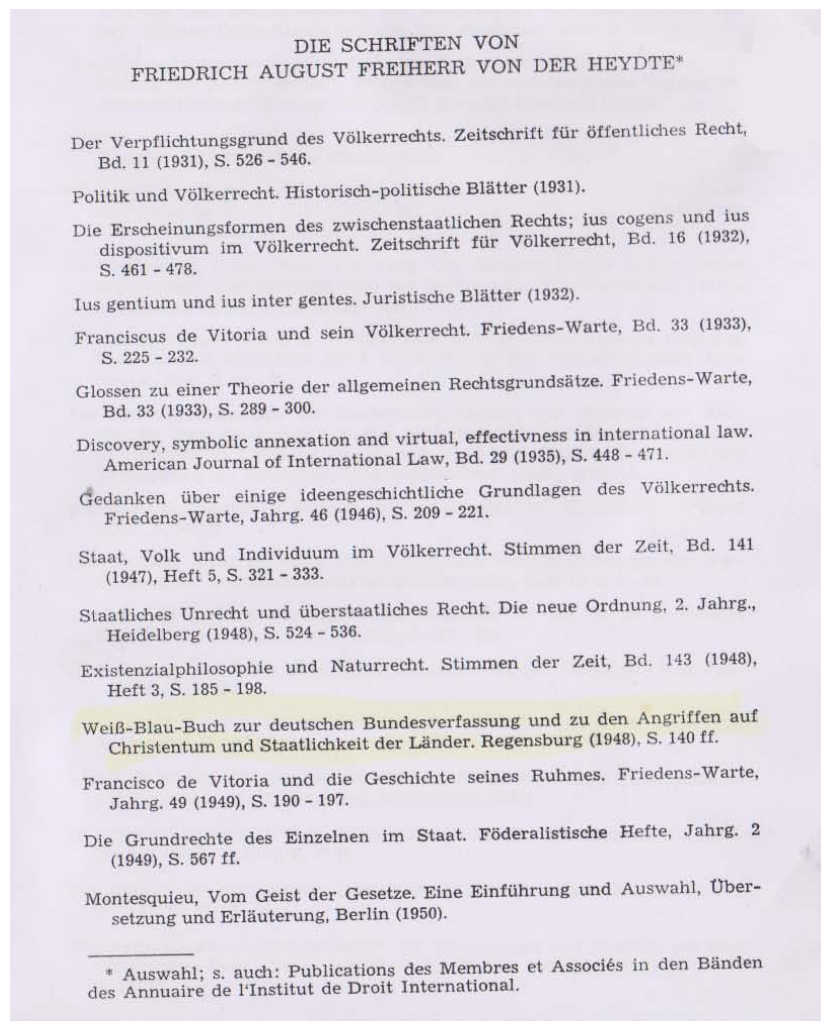 DIE SCHRIFTEN VON
FRIEDRICH AUGUST FREIHERR VON DER HEYDTE*
Der Verpflichtungsgrund des Völkerrechts. Zeitschrift für öffentliches Recht,
Bd. 11 (1931), S. 526 – 546.
Politik und Völkerrecht. Historisch-politische Blätter (1931).
Die Erscheinungsformen des zwischenstaatlichen Rechts; ius cogens und ius
dispositivum im Völkerrecht. Zeitschrift für Völkerrecht, Bd. 16 (1932),
S. 461 – 478.
Ius gentium und ius inter gentes. Juristische Blätter (1932).
Franciscus de Vitoria und sein Völkerrecht. Friedens-Warte, Bd. 33 (1933),
S. 225 – 232.
Glossen zu einer Theorie der allgemeinen Rechtsgrundsätze. Friedens-Warte,
Bd. 33 (1933), S. 289 – 300.
Discovery, symbolic annexation and virtual, effectivness in international law.
American Journal of International Law, Bd. 29 (1935), S. 448 – 471.
Gedanken über einige ideengeschichtliche Grundlagen des Völkerrechts.
Friedens-Warte, Jahrg. 46 (1946), S. 209 – 221.
Staat, Volk und Individuum im Völkerrecht. Stimmen der Zeit, Bd. 141
(1947), Heft 5, S. 321 – 333.
Staatliches Unrecht und überstaatliches Recht. Die neue Ordnung, 2. Jahrg.,
Heidelberg (1948), S. 524 – 536.
Existenzialphilosophie und Naturrecht. Stimmen der Zeit, Bd. 143 (1948),
Heft 3, S. 185 – 198.
Weiß-Blau-Buch zur deutschen Bundesverfassung und zu den Angriffen auf
Christentum und Staatlichkeit der Länder. Regensburg (1948), S. 140 ff.
Francisco de Vitoria und die Geschichte seines Ruhmes. Friedens-Warte,
Jahrg. 49 (1949), S. 190 – 197.
Die Grundrechte des Einzelnen im Staat. Föderalistische Hefte, Jahrg. 2
(1949), S. 567 ff.
Montesquieu, Vom Geist der Gesetze. Eine Einführung und Auswahl, Über-
setzung und Erläuterung, Berlin (1950).
* Auswahl; s. auch: Publications des Membres et Associés in den Bänden
des Annuaire de l'Institut de Droit International.